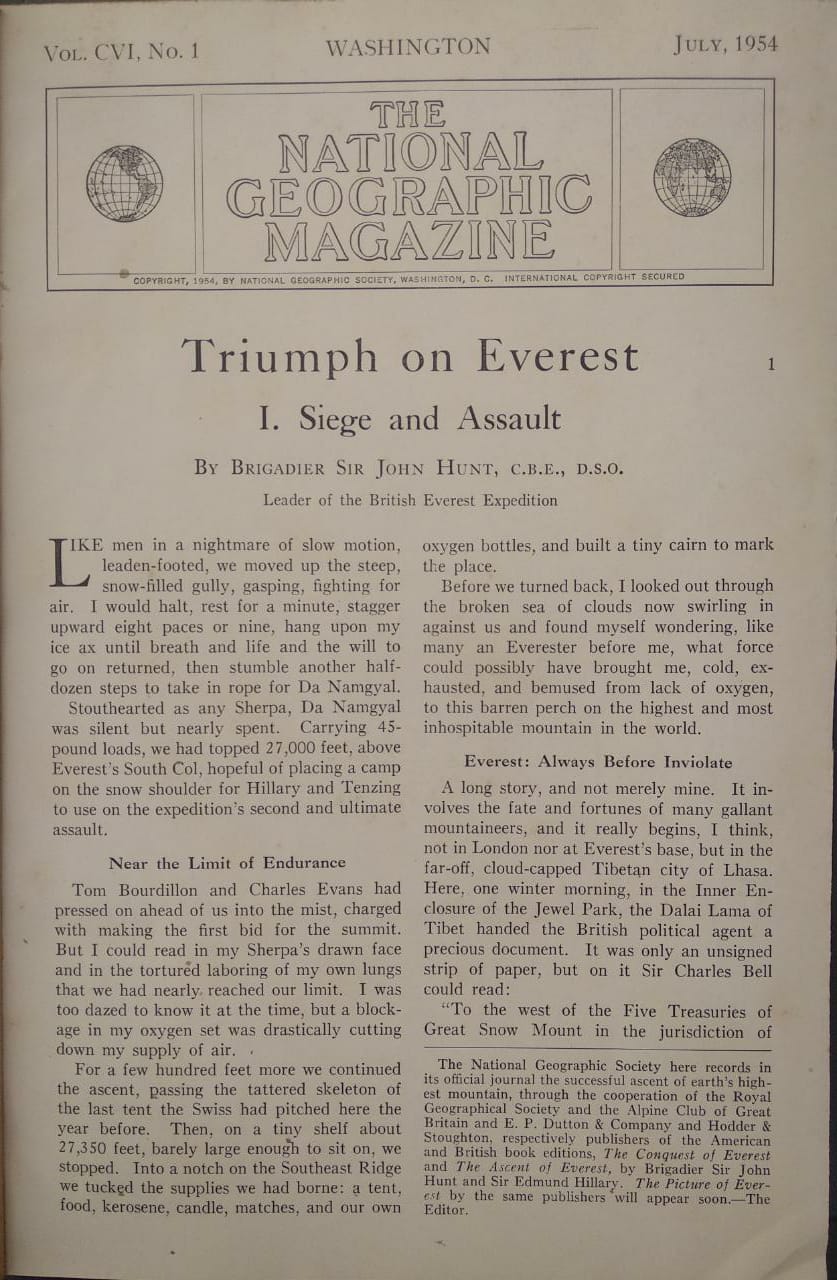 VOL. CVI, No. 1
WASHINGTON
JULY, 1954
THE
NATIONAL
GEOGRAPHIC
MAGAZINE
COPYRIGHT, 1954, BY NATIONAL GEOGRAPHIC SOCIETY, WASHINGTON, D. C. INTERNATIONAL COPYRIGHT SECURED
Triumph on Everest
1
I. Siege and Assault
BY BRIGADIER SIR JOHN HUNT, C.B.E., D.S.O.
Leader of the British Everest Expedition
LIKE men in a nightmare of slow motion,
leaden-footed, we moved up the steep,
snow-filled gully, gasping, fighting for
air. I would halt, rest for a minute, stagger
upward eight paces or nine, hang upon my
ice ax until breath and life and the will to
go on returned, then stumble another half-
dozen steps to take in rope for Da Namgyal.
Stouthearted as any Sherpa, Da Namgyal
was silent but nearly spent. Carrying 45-
pound loads, we had topped 27,000 feet, above
Everest's South Col, hopeful of placing a camp
on the snow shoulder for Hillary and Tenzing
to use on the expedition's second and ultimate
assault.
Near the Limit of Endurance
Tom Bourdillon and Charles Evans had
pressed on ahead of us into the mist, charged
with making the first bid for the summit.
But I could read in my Sherpa's drawn face
and in the tortured laboring of my own lungs
that we had nearly reached our limit. I was
too dazed to know it at the time, but a block-
age in my oxygen set was drastically cutting
down my supply of air.
For a few hundred feet more we continued
the ascent, passing the tattered skeleton of
the last tent the Swiss had pitched here the
year before. Then, on a tiny shelf about
27,350 feet, barely large enough to sit on, we
stopped. Into a notch on the Southeast Ridge
we tucked the supplies we had borne: a tent,
food, kerosene, candle, matches, and our own
oxygen bottles, and built a tiny cairn to mark
the place.
Before we turned back, I looked out through
the broken sea of clouds now swirling in
against us and found myself wondering, like
many an Everester before me, what force
could possibly have brought me, cold, ex-
hausted, and bemused from lack of oxygen,
to this barren perch on the highest and most
inhospitable mountain in the world.
Everest: Always Before Inviolate
A long story, and not merely mine. It in-
volves the fate and fortunes of many gallant
mountaineers, and it really begins, I think,
not in London nor at Everest's base, but in the
far-off, cloud-capped Tibetan city of Lhasa.
Here, one winter morning, in the Inner En-
closure of the Jewel Park, the Dalai Lama of
Tibet handed the British political agent a
precious document. It was only an unsigned
strip of paper, but on it Sir Charles Bell
could read:
"To the west of the Five Treasuries of
Great Snow Mount in the jurisdiction of
The National Geographic Society here records in
its official journal the successful ascent of earth's high-
est mountain, through the cooperation of the Royal
Geographical Society and the Alpine Club of Great
Britain and E. P. Dutton & Company and Hodder &
Stoughton, respectively publishers of the American
and British book editions, The Conquest of Everest
and The Ascent of Everest, by Brigadier Sir John
Hunt and Sir Edmund Hillary. The Picture of Ever-
est by the same publishers will appear soon.—The
Editor.